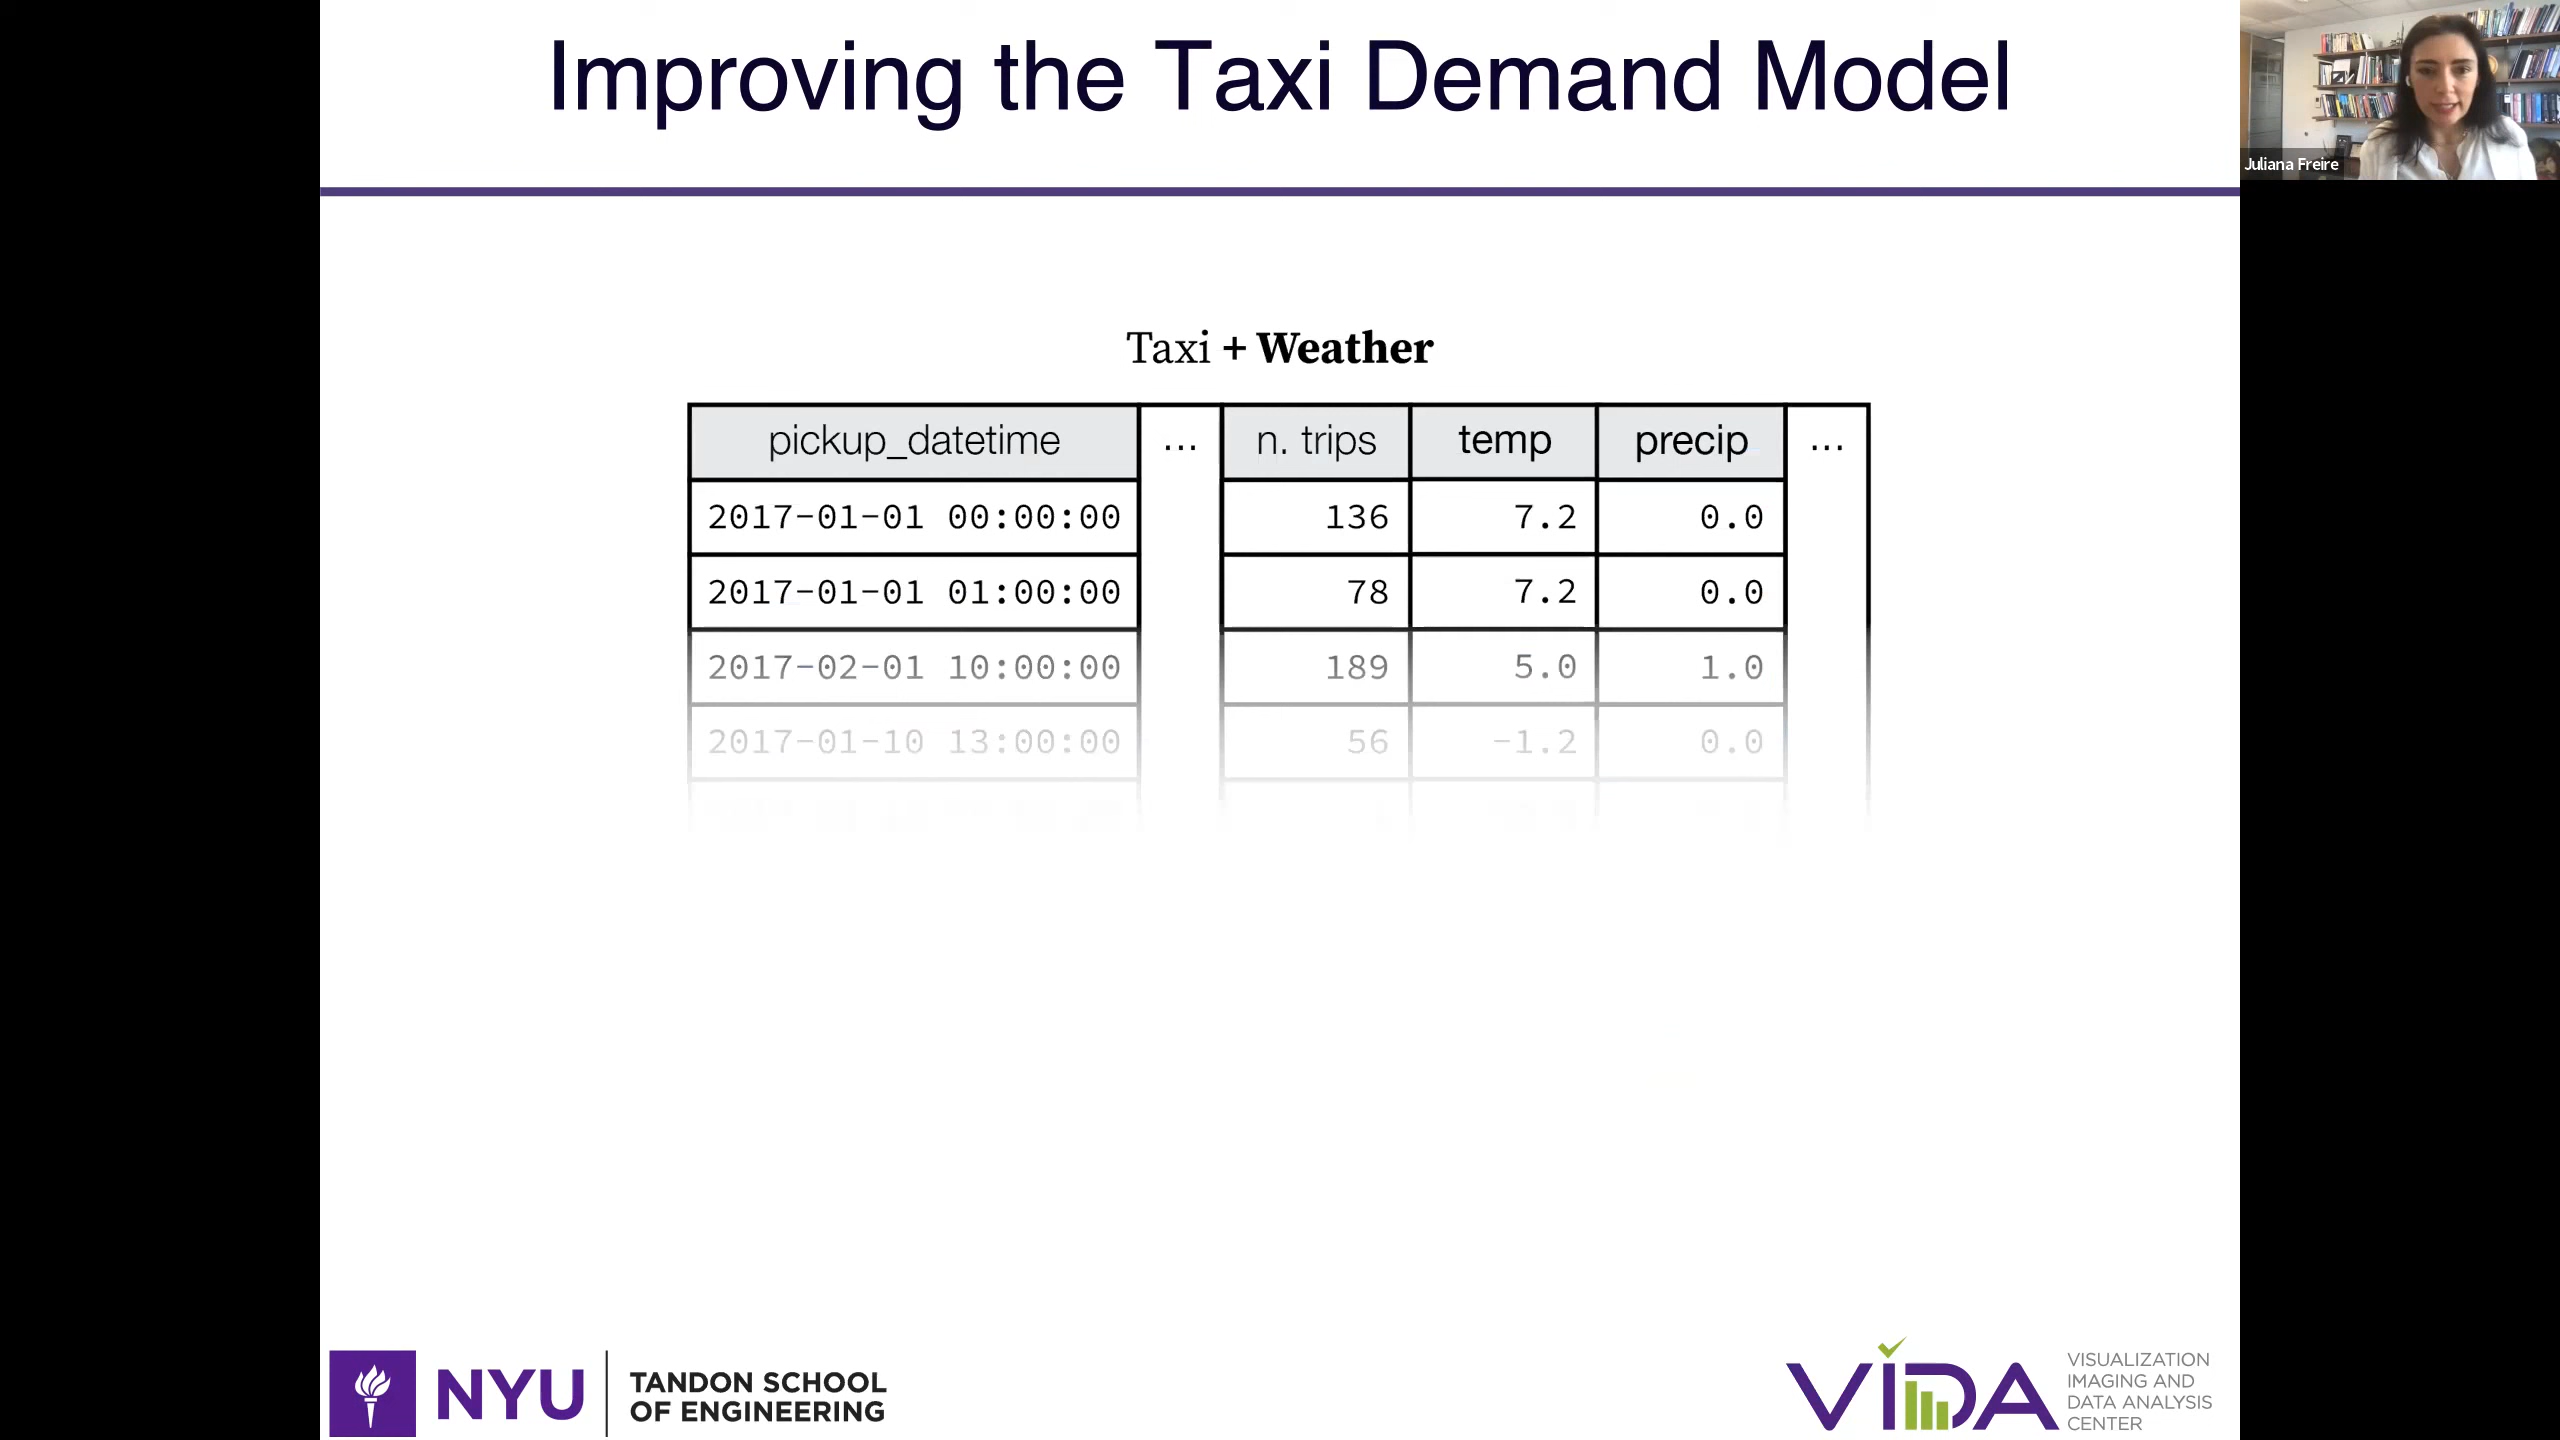 Improving the Taxi Demand Model
Juliana Freire
Taxi + Weather
pickup_datetime ... n. trips temp precip ...
2017-01-01 00:00:00 136 7.2 0.0
2017-01-01 01:00:00 78 7.2 0.0
2017-02-01 10:00:00 189 5.0 1.0
2017-01-10 13:00:00 56 -1.2 0.0
NYU
TANDON SCHOOL
OF ENGINEERING
VIDA
VISUALIZATION
IMAGING AND
DATA ANALYSIS
CENTER